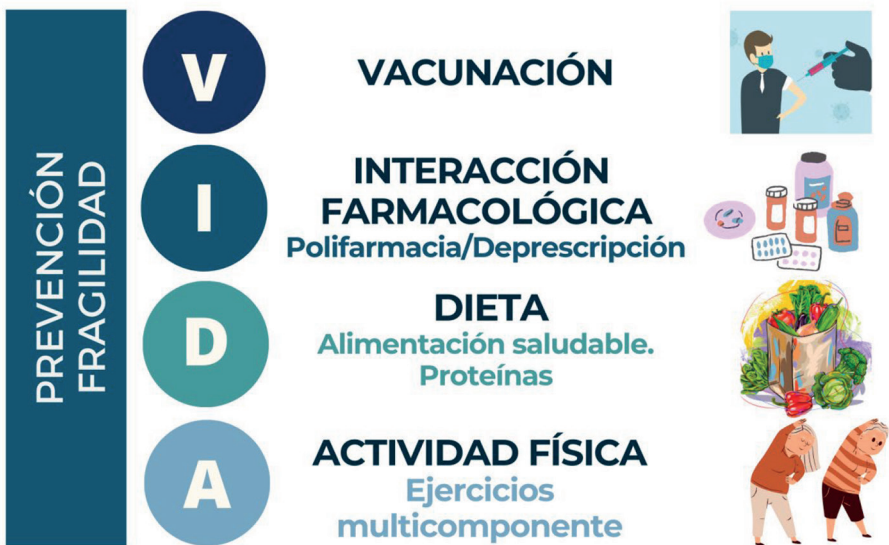 PREVENCIÓN
FRAGILIDAD
V
VACUNACIÓN
I
INTERACCIÓN
FARMACOLÓGICA
Polifarmacia/Deprescripción
D
DIETA
Alimentación saludable.
Proteínas
A
ACTIVIDAD FÍSICA
Ejercicios
multicomponente